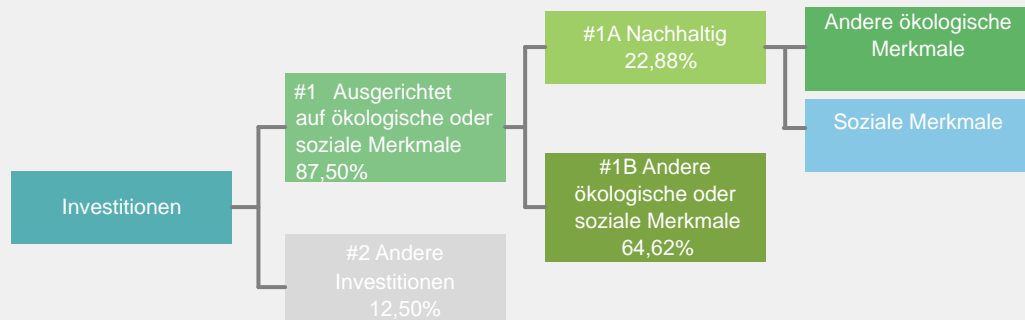 Investitionen
#1 Ausgerichtet
auf ökologische oder
soziale Merkmale
87,50%
#2 Andere
Investitionen
12,50%
#1A Nachhaltig
22,88%
#1B Andere
ökologische oder
soziale Merkmale
64,62%
Andere ökologische
Merkmale
Soziale Merkmale